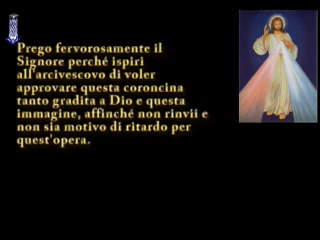 Prego fervorosamente il
Signore perché ispiri
all'arcivescovo di voler
approvare questa coroncina
tanto gradita a Dio e questa
immagine, affinché non rinvii e
non sia motivo di ritardo per
quest'opera.